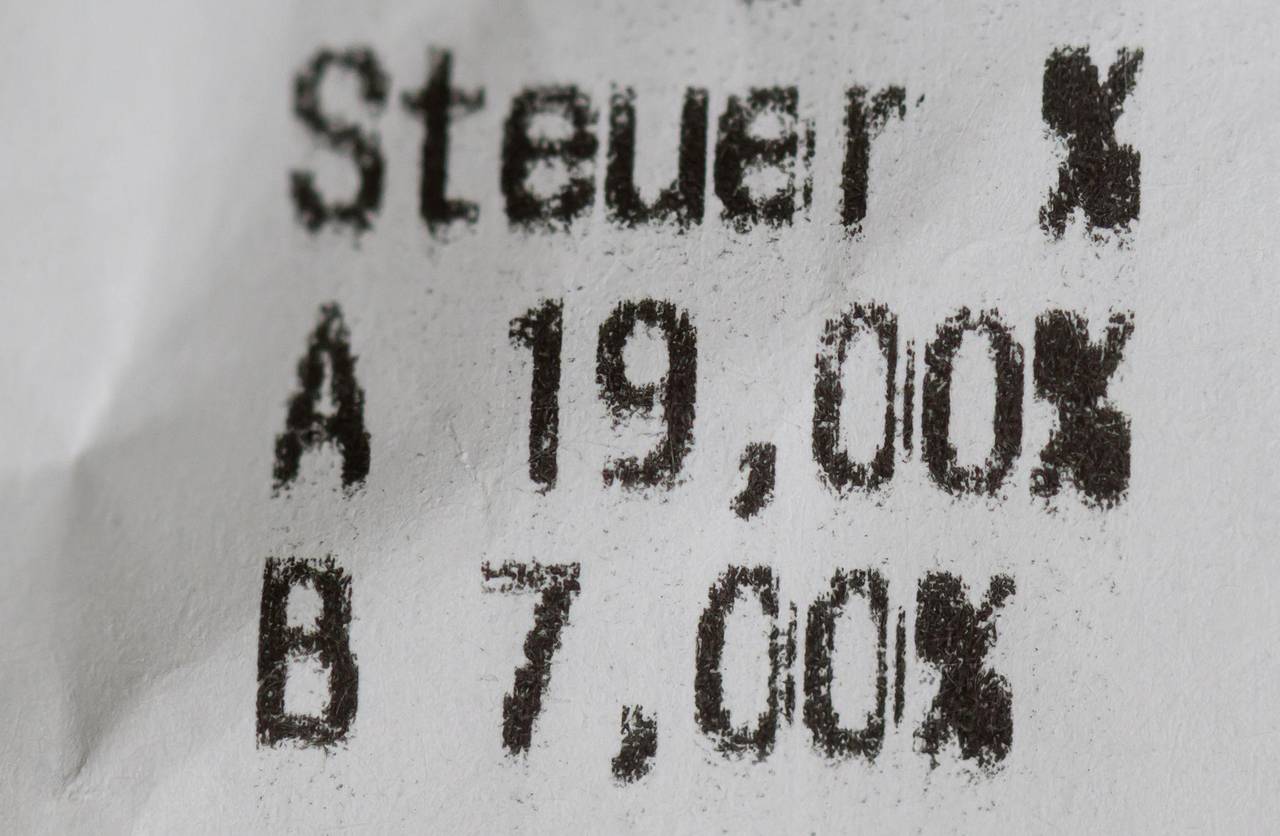 Steuer %
A 19,00%
B 7,00%